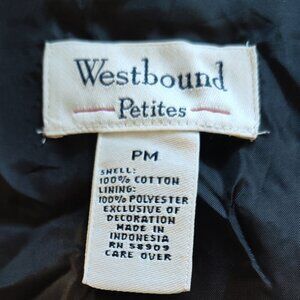 Westbound
Petites
PM
SHELL:
100% COTTON
LINING:
100% POLYESTER
EXCLUSIVE OF
DECORATION
MADE IN
INDONESIA
RN 58909
CARE OVER